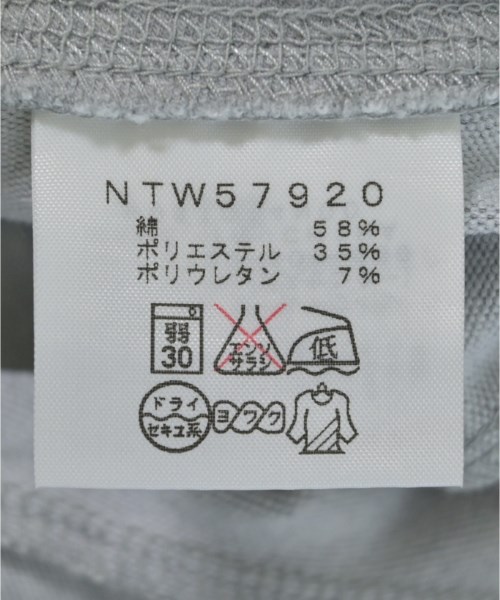 NTW57920
綿 58%
ポリエステル 35%
ポリウレタン 7%
弱
30
エンソ
サラシ
低
ドライ
セキユ系
ヨワク